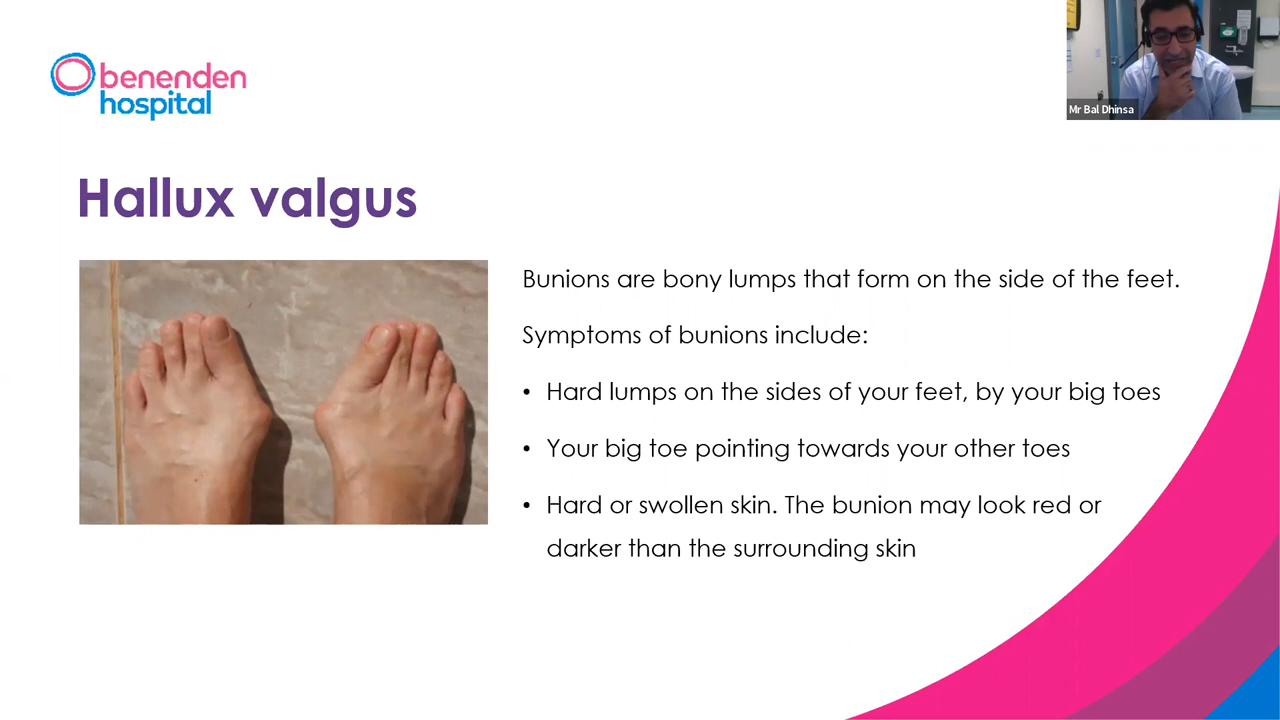 benenden
hospital
Mr Bal Dhinsa
Hallux valgus
Bunions are bony lumps that form on the side of the feet.
Symptoms of bunions include:
• Hard lumps on the sides of your feet, by your big toes
• Your big toe pointing towards your other toes
• Hard or swollen skin. The bunion may look red or
darker than the surrounding skin